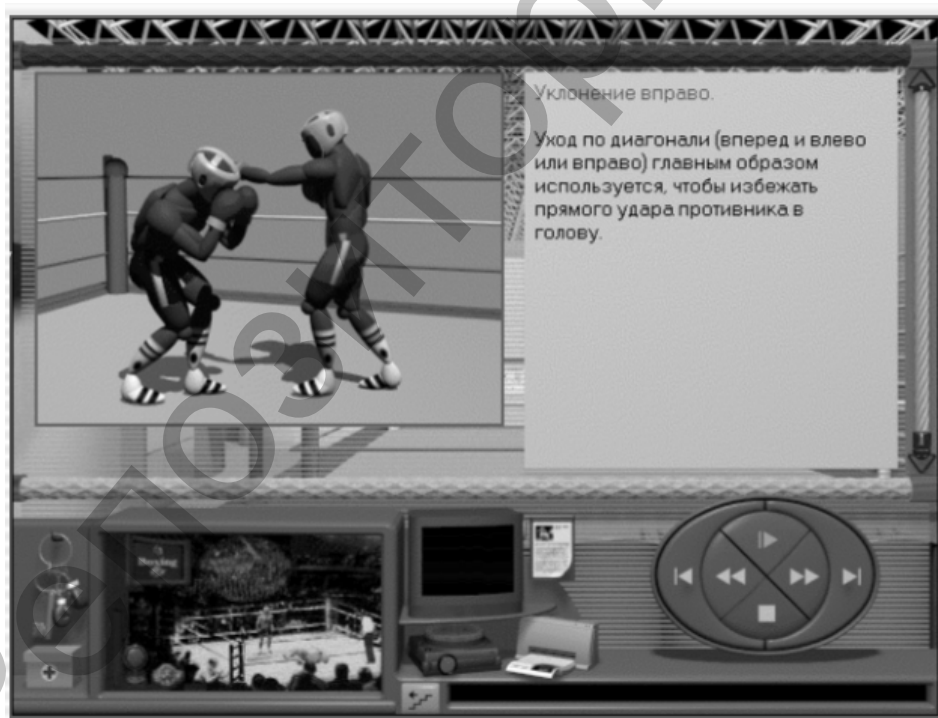 Уклонение вправо.
Уход по диагонали (вперед и влево
или вправо) главным образом
используется, чтобы избежать
прямого удара противника в
голову.